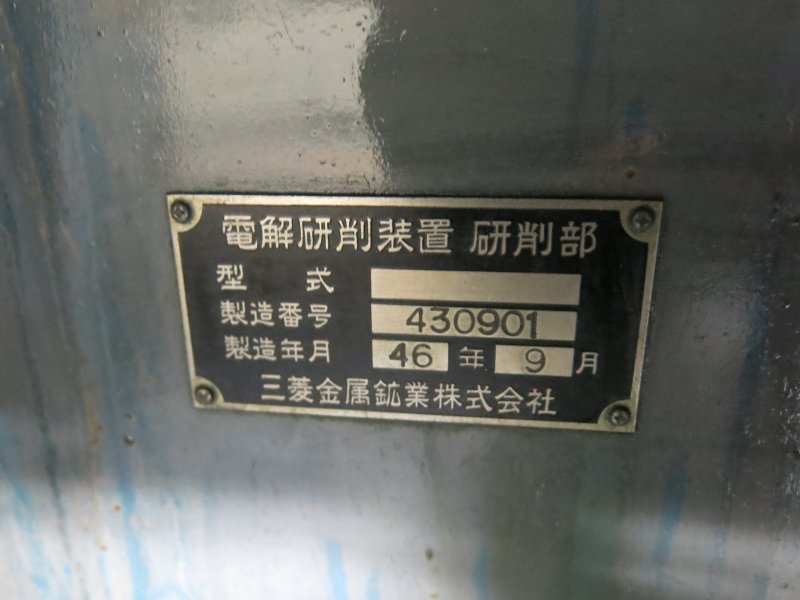 電解研削装置 研削部
型 式
製造番号 430901
製造年月 46 年 9 月
三菱金属鉱業株式会社